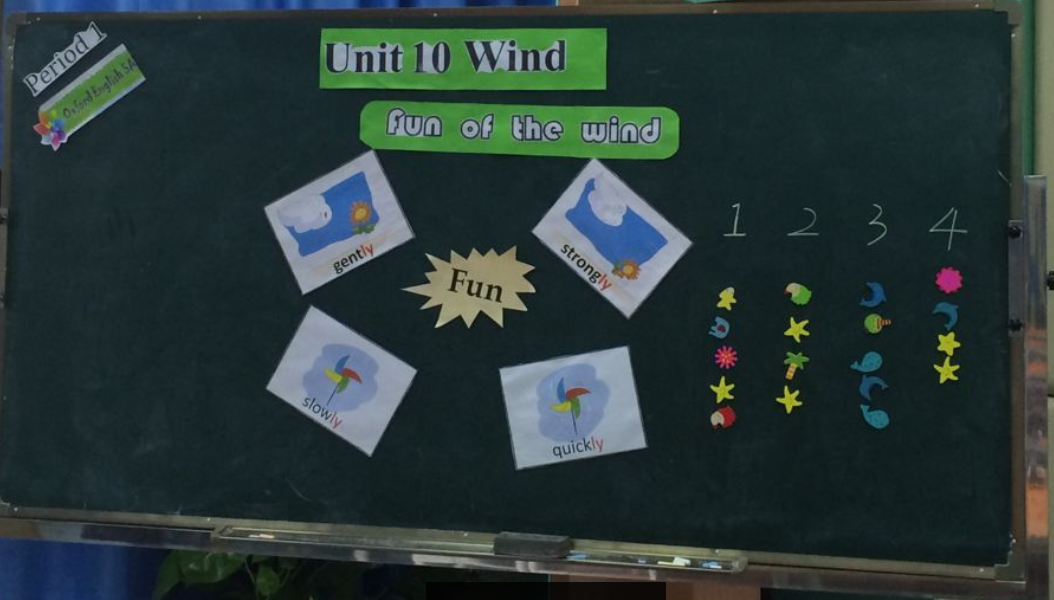 Period 1
Oxford English 5A
Unit 10 Wind
Fun of the wind
gently
strongly
Fun
slowly
quickly
1 2 3 4